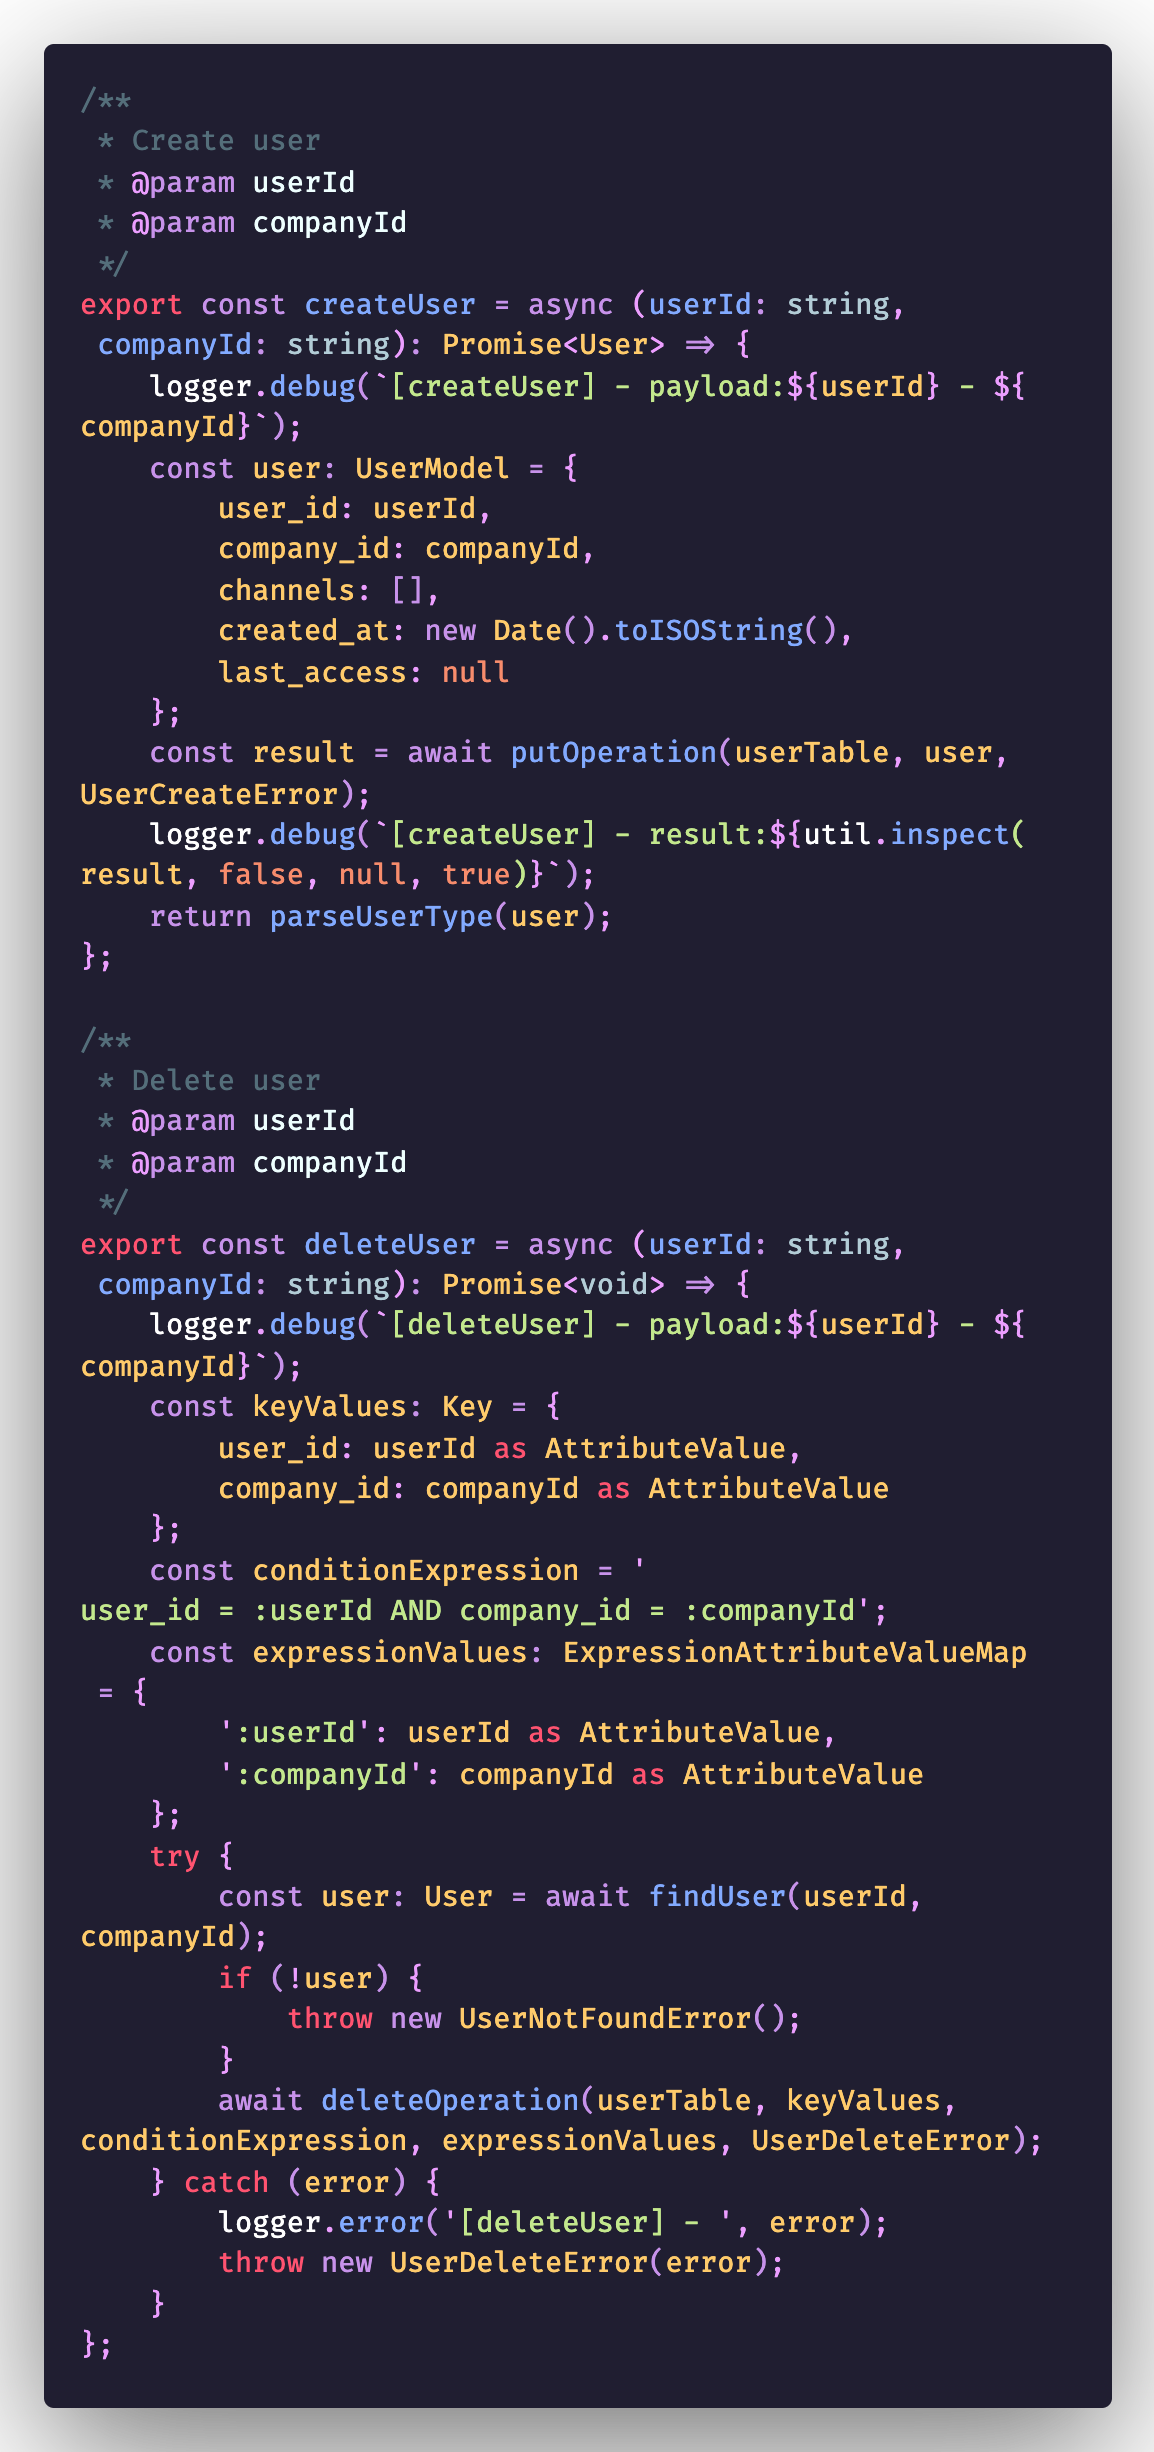 /**
 * Create user
 * @param userId
 * @param companyId
 */
export const createUser = async (userId: string,
 companyId: string): Promise<User> => {
    logger.debug(`[createUser] - payload:${userId} - ${
companyId}`);
    const user: UserModel = {
        user_id: userId,
        company_id: companyId,
        channels: [],
        created_at: new Date().toISOString(),
        last_access: null
    };
    const result = await putOperation(userTable, user,
UserCreateError);
    logger.debug(`[createUser] - result:${util.inspect(
result, false, null, true)}`);
    return parseUserType(user);
};

/**
 * Delete user
 * @param userId
 * @param companyId
 */
export const deleteUser = async (userId: string,
 companyId: string): Promise<void> => {
    logger.debug(`[deleteUser] - payload:${userId} - ${
companyId}`);
    const keyValues: Key = {
        user_id: userId as AttributeValue,
        company_id: companyId as AttributeValue
    };
    const conditionExpression = '
user_id = :userId AND company_id = :companyId';
    const expressionValues: ExpressionAttributeValueMap
 = {
        ':userId': userId as AttributeValue,
        ':companyId': companyId as AttributeValue
    };
    try {
        const user: User = await findUser(userId,
companyId);
        if (!user) {
            throw new UserNotFoundError();
        }
        await deleteOperation(userTable, keyValues,
conditionExpression, expressionValues, UserDeleteError);
    } catch (error) {
        logger.error('[deleteUser] - ', error);
        throw new UserDeleteError(error);
    }
};